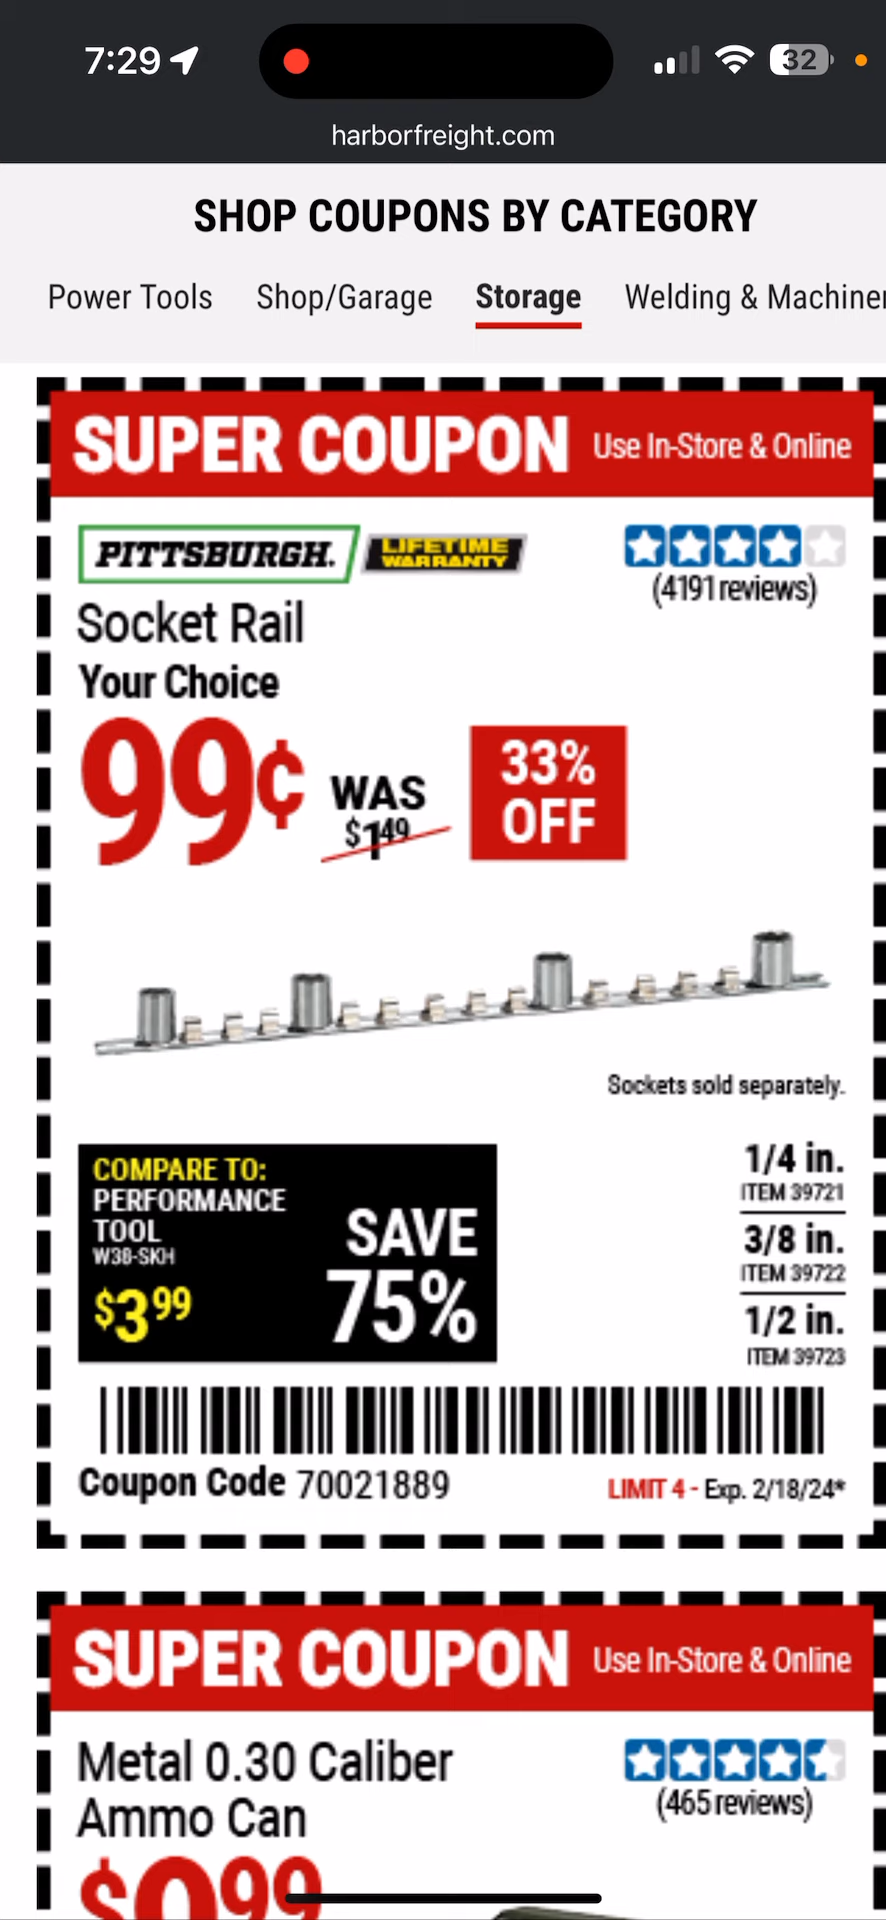 7:29
32
harborfreight.com
SHOP COUPONS BY CATEGORY
Power Tools Shop/Garage Storage Welding & Machiner
SUPER COUPON Use In-Store & Online
PITTSBURGH. LIFETIME WARRANTY
(4191 reviews)
Socket Rail
Your Choice
99¢ WAS $1.49
33% OFF
Sockets sold separately.
COMPARE TO:
PERFORMANCE
TOOL
W38-SKH
$3.99
SAVE
75%
1/4 in.
ITEM 39721
3/8 in.
ITEM 39722
1/2 in.
ITEM 39723
Coupon Code 70021889
LIMIT 4 - Exp. 2/18/24*
SUPER COUPON Use In-Store & Online
Metal 0.30 Caliber
Ammo Can
(465 reviews)
$9.99